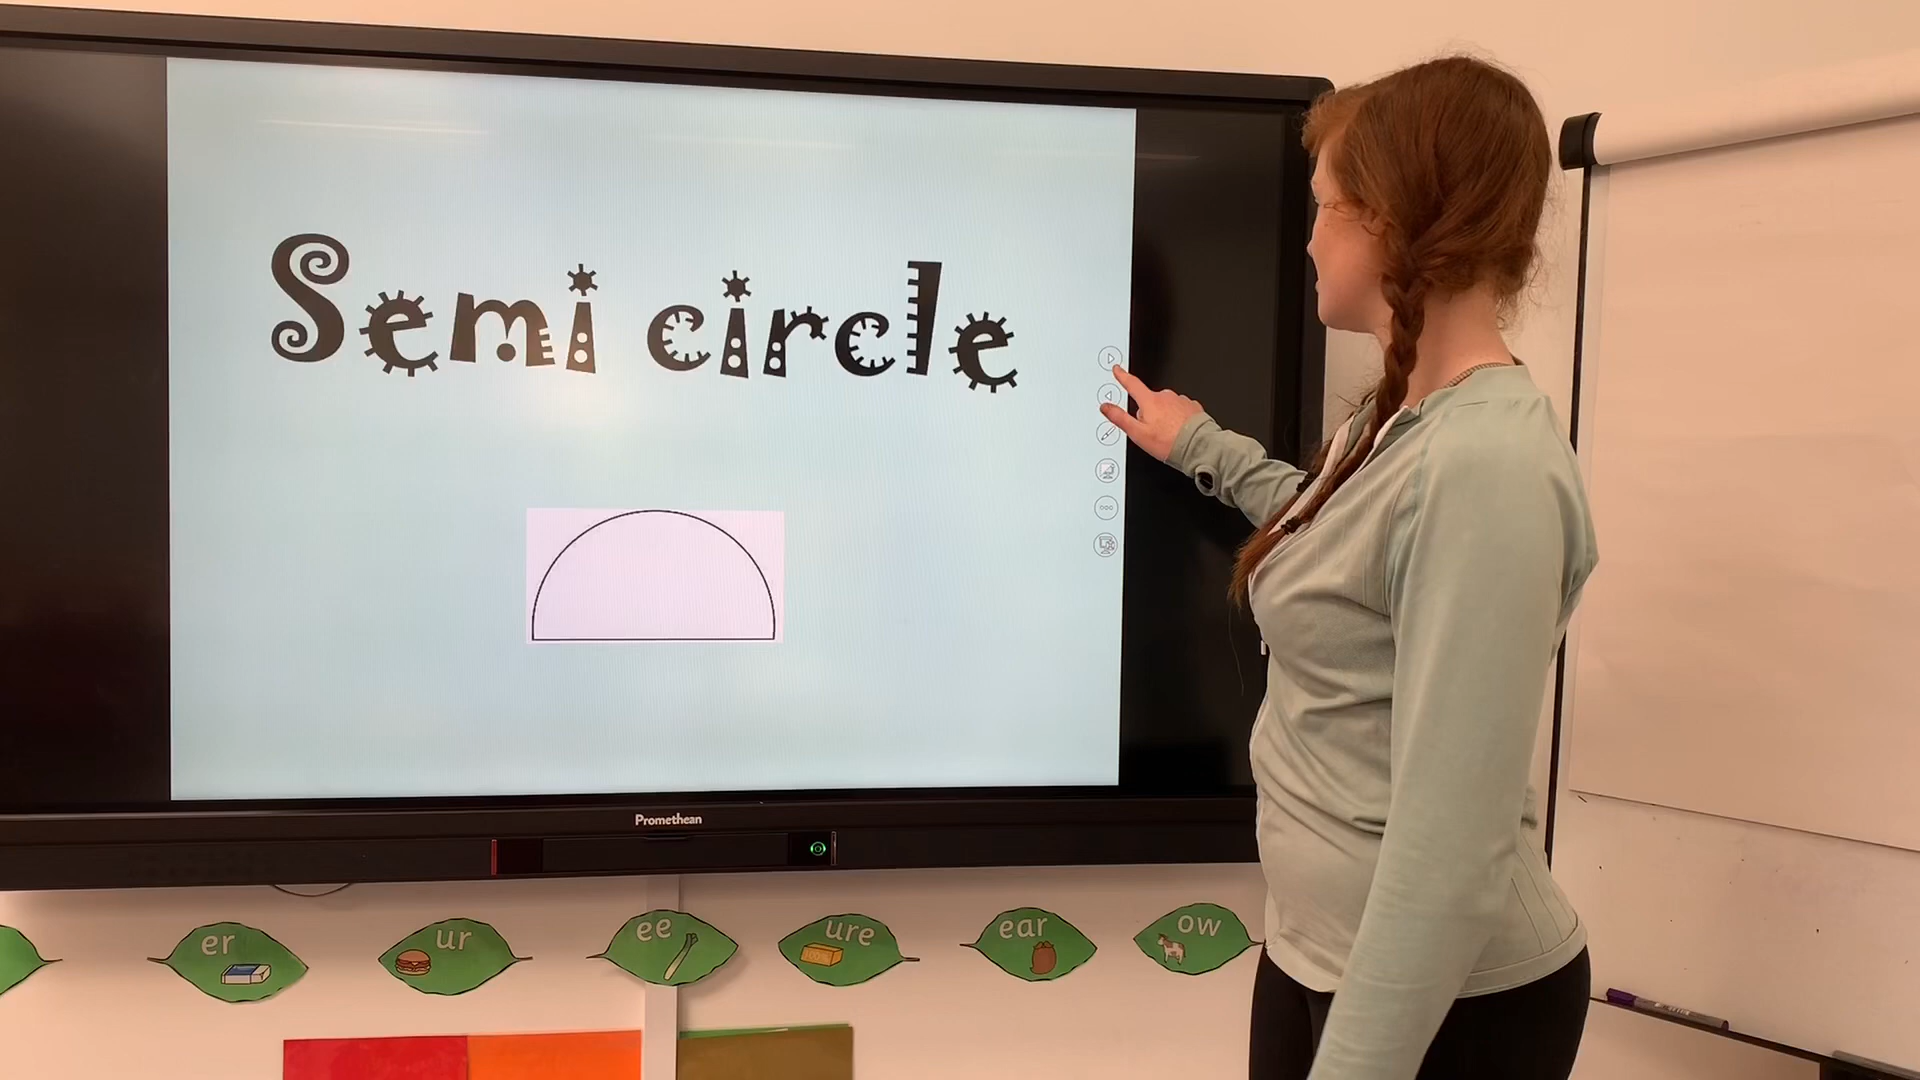 Semi circle
Promethean
er
ur
ee
ure
ear
ow